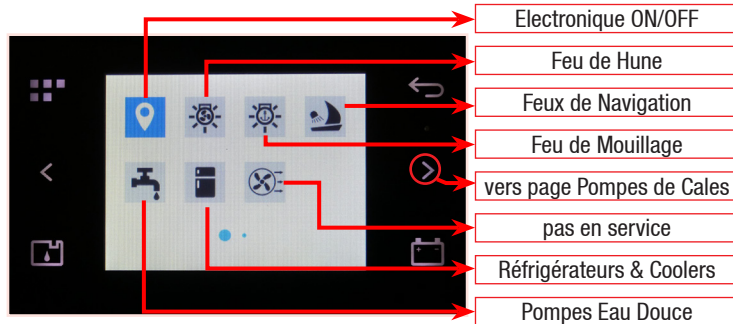 Electronique ON/OFF
Feu de Hune
Feux de Navigation
Feu de Mouillage
vers page Pompes de Cales
pas en service
Réfrigérateurs & Coolers
Pompes Eau Douce